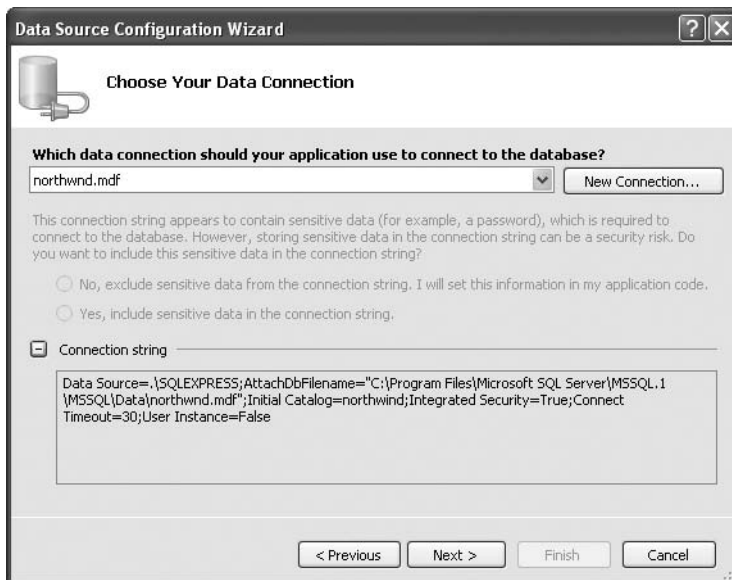 Data Source Configuration Wizard
Choose Your Data Connection
Which data connection should your application use to connect to the database?
northwnd.mdf
New Connection...
This connection string appears to contain sensitive data (for example, a password), which is required to
connect to the database. However, storing sensitive data in the connection string can be a security risk. Do
you want to include this sensitive data in the connection string?
No, exclude sensitive data from the connection string. I will set this information in my application code.
Yes, include sensitive data in the connection string.
Connection string
Data Source=.\SQLEXPRESS;AttachDbFilename="C:\Program Files\Microsoft SQL Server\MSSQL.1
\MSSQL\Data\northwnd.mdf";Initial Catalog=northwind;Integrated Security=True;Connect
Timeout=30;User Instance=False
< Previous
Next >
Finish
Cancel